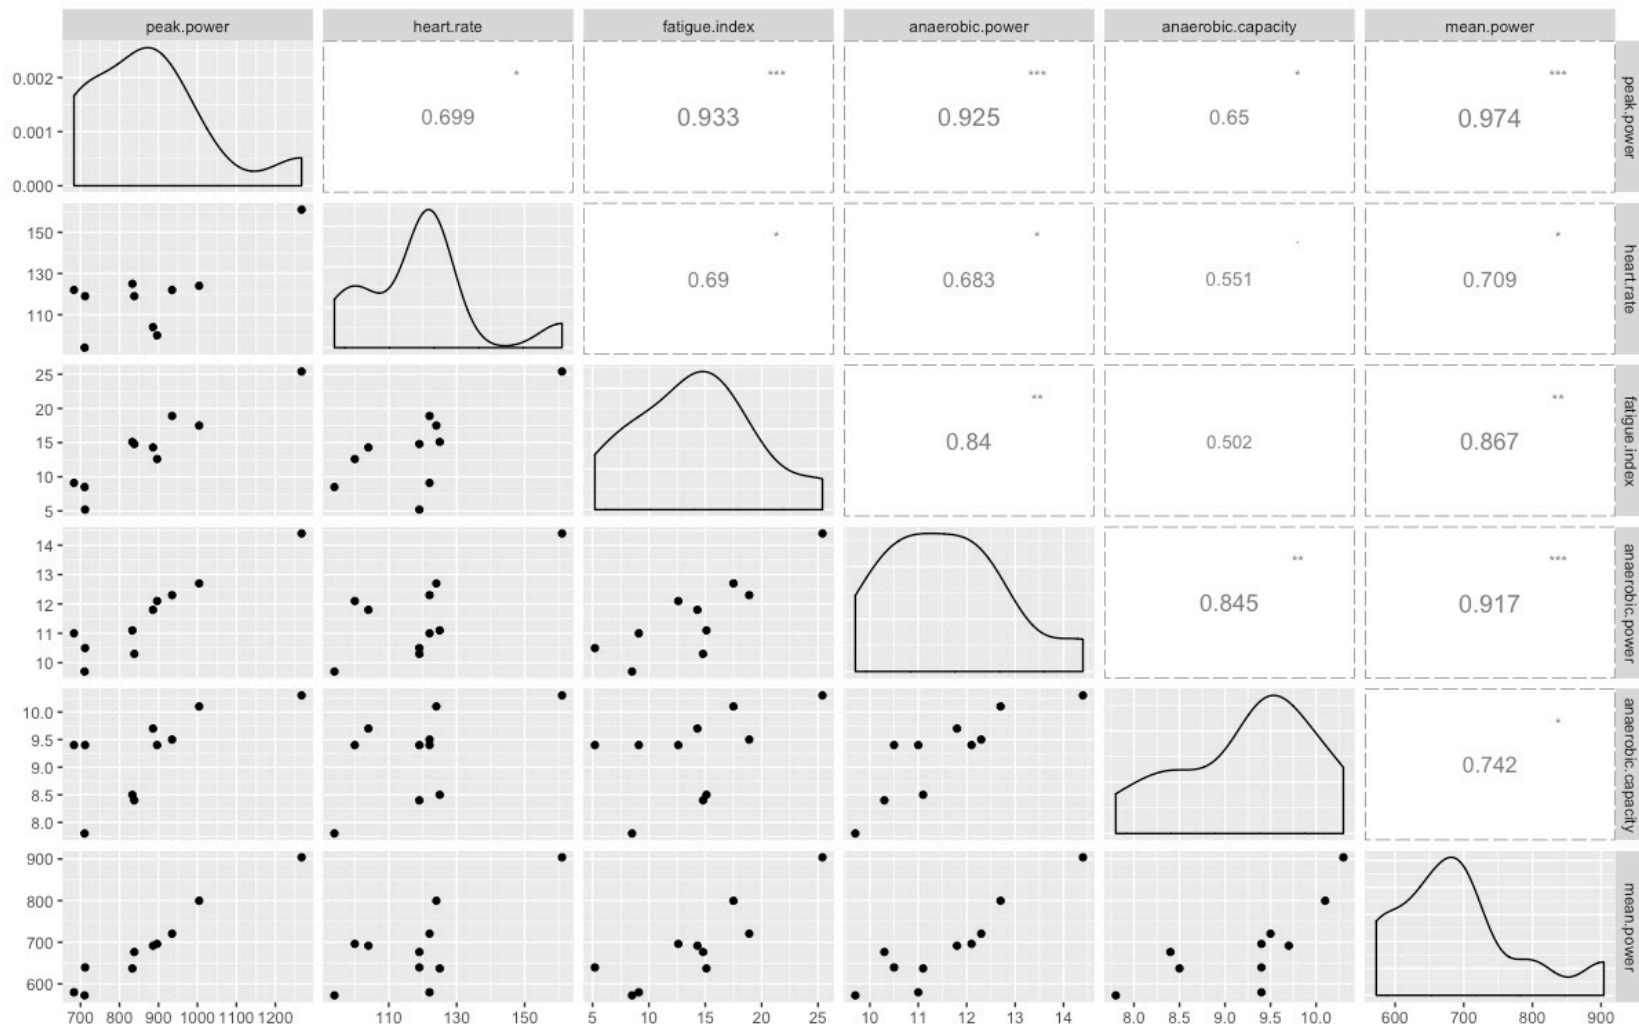 peak.power heart.rate fatigue.index anaerobic.power anaerobic.capacity mean.power
* *** *** * ***
0.002
0.699 0.933 0.925 0.65 0.974
0.001
0.000
peak.power
* * . *
150
130
0.69 0.683 0.551 0.709
110
heart.rate
25
** **
20
15
0.84 0.502 0.867
10
5
fatigue.index
14
** ***
13
12
0.845 0.917
11
10
anaerobic.power
10.0
*
9.5
9.0
0.742
8.5
8.0
anaerobic.capacity
900
800
700
600
mean.power
700 800 900 1000 1100 1200 110 130 150 5 10 15 20 25 10 11 12 13 14 8.0 8.5 9.0 9.5 10.0 600 700 800 900